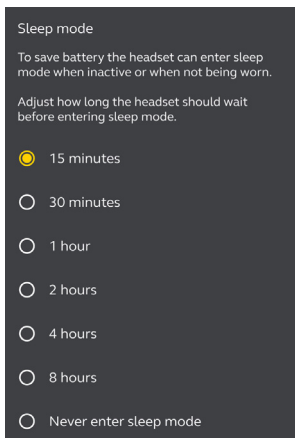 Sleep mode
To save battery the headset can enter sleep
mode when inactive or when not being worn.
Adjust how long the headset should wait
before entering sleep mode.
15 minutes
30 minutes
1 hour
2 hours
4 hours
8 hours
Never enter sleep mode